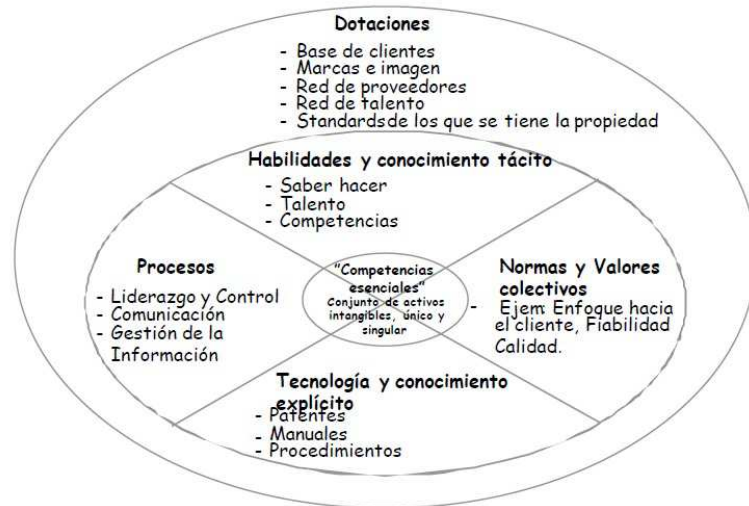 Dotaciones
- Base de clientes
- Marcas e imagen
- Red de proveedores
- Red de talento
- Standardsde los que se tiene la propiedad
Habilidades y conocimiento tácito
- Saber hacer
- Talento
- Competencias
Procesos
- Liderazgo y Control
- Comunicación
- Gestión de la
Información
"Competencias
esenciales"
Conjunto de activos
intangibles, único y
singular
Normas y Valores
colectivos
- Ejem: Enfoque hacia
el cliente, Fiabilidad
Calidad.
Tecnología y conocimiento
explícito
- Patentes
- Manuales
- Procedimientos